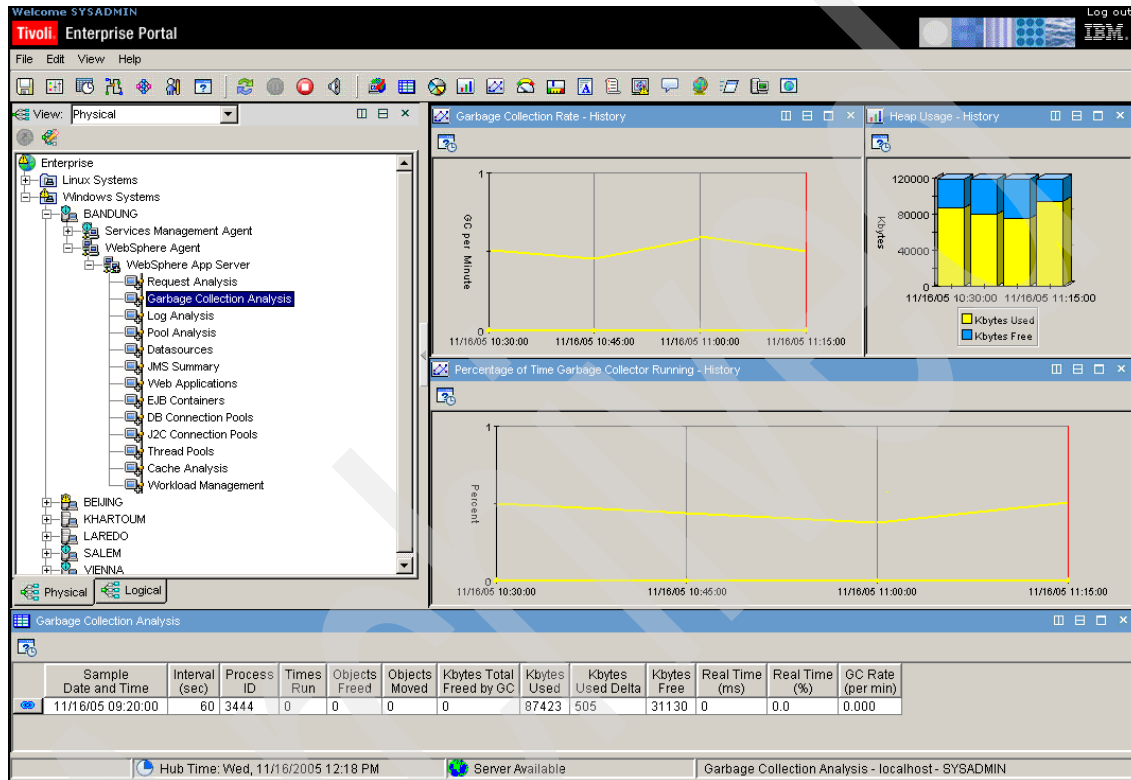 Welcome SYSADMIN
Log out
Tivoli. Enterprise Portal
IBM.
File Edit View Help
View: Physical
Enterprise
Linux Systems
Windows Systems
BANDUNG
Services Management Agent
WebSphere Agent
WebSphere App Server
Request Analysis
Garbage Collection Analysis
Log Analysis
Pool Analysis
Datasources
JMS Summary
Web Applications
EJB Containers
DB Connection Pools
J2C Connection Pools
Thread Pools
Cache Analysis
Workload Management
BEIJING
KHARTOUM
LAREDO
SALEM
VIENNA
Physical Logical
Garbage Collection Rate - History
1
GC per Minute
0
11/16/05 10:30:00 11/16/05 10:45:00 11/16/05 11:00:00 11/16/05 11:15:00
Heap Usage - History
120000
80000
40000
0
Kbytes
11/16/05 10:30:00 11/16/05 11:15:00
Kbytes Used
Kbytes Free
Percentage of Time Garbage Collector Running - History
1
Percent
0
11/16/05 10:30:00 11/16/05 10:45:00 11/16/05 11:00:00 11/16/05 11:15:00
Garbage Collection Analysis
Sample Date and Time Interval (sec) Process ID Times Run Objects Freed Objects Moved Kbytes Total Freed by GC Kbytes Used Kbytes Used Delta Kbytes Free Real Time (ms) Real Time (%) GC Rate (per min)
11/16/05 09:20:00 60 3444 0 0 0 0 87423 505 31130 0 0.0 0.000
Hub Time: Wed, 11/16/2005 12:18 PM Server Available Garbage Collection Analysis - localhost - SYSADMIN